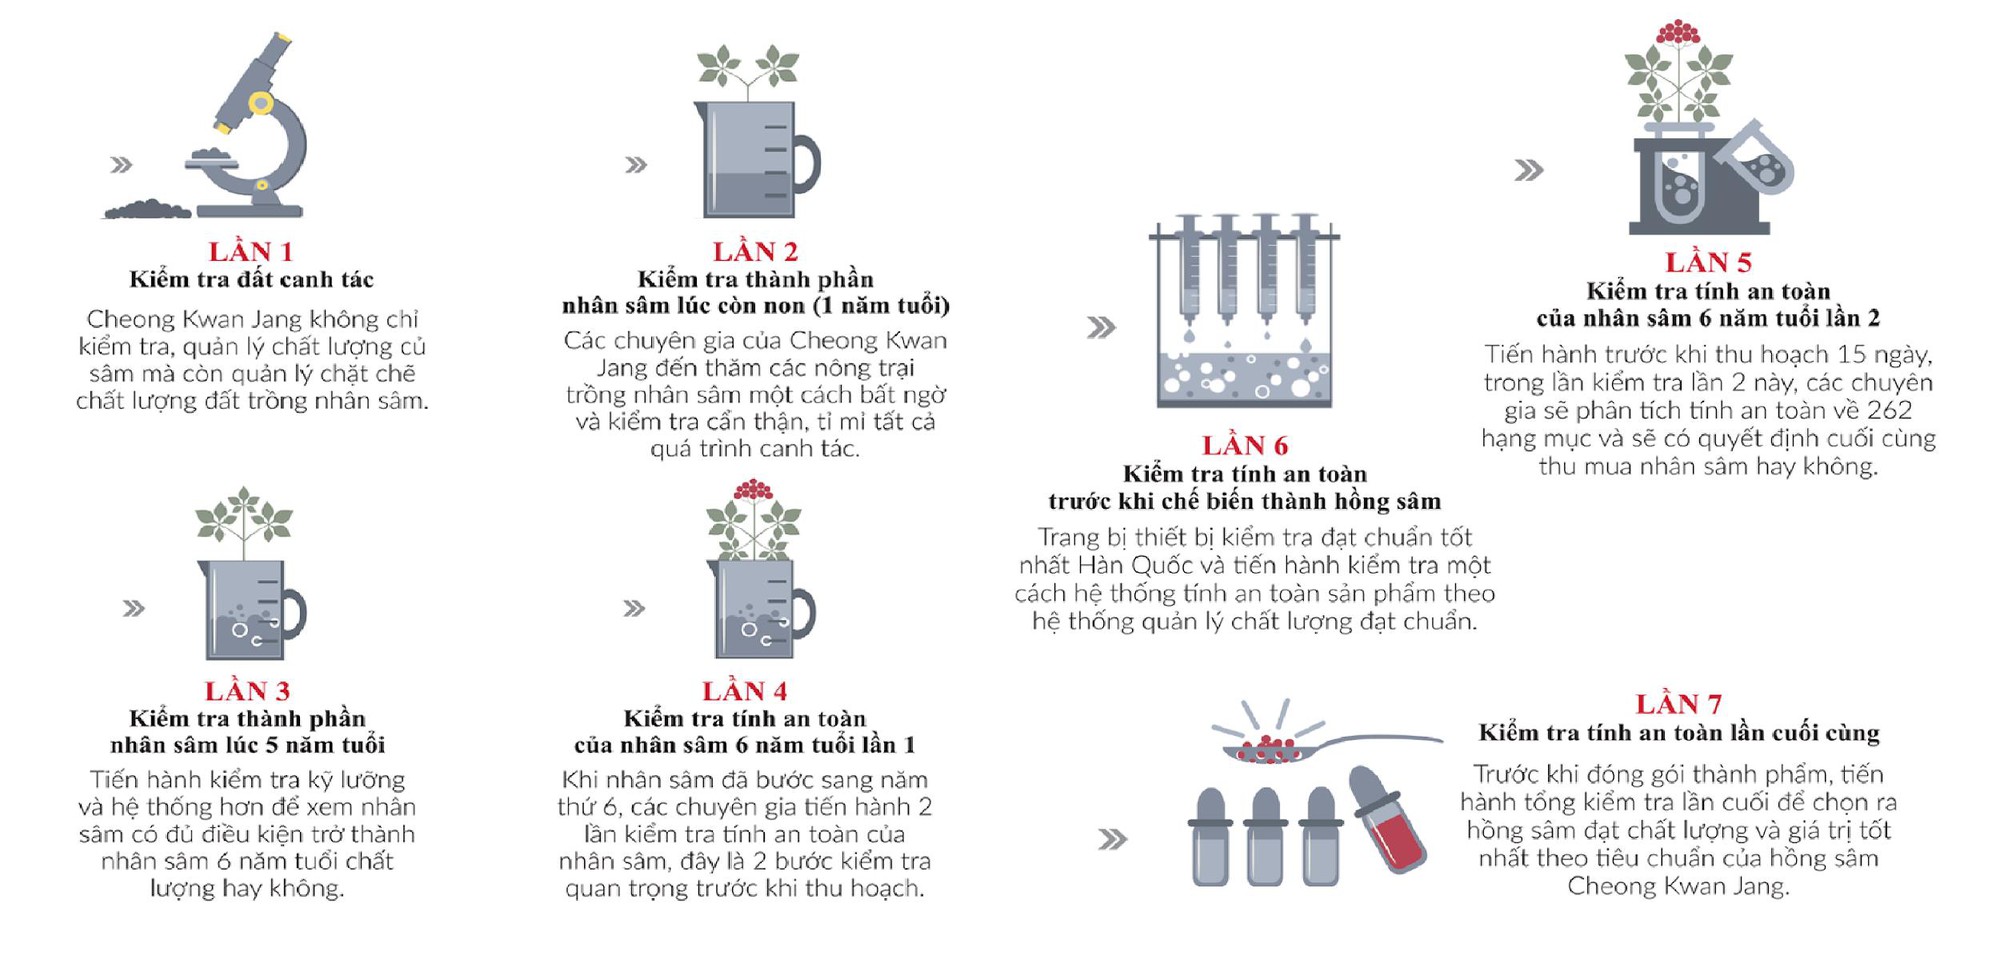 LẦN 1
Kiểm tra đất canh tác
Cheong Kwan Jang không chỉ
kiểm tra, quản lý chất lượng củ
sâm mà còn quản lý chặt chẽ
chất lượng đất trồng nhân sâm.
LẦN 2
Kiểm tra thành phần
nhân sâm lúc còn non (1 năm tuổi)
Các chuyên gia của Cheong Kwan
Jang đến thăm các nông trại
trồng nhân sâm một cách bất ngờ
và kiểm tra cẩn thận, tỉ mỉ tất cả
quá trình canh tác.
LẦN 3
Kiểm tra thành phần
nhân sâm lúc 5 năm tuổi
Tiến hành kiểm tra kỹ lưỡng
và hệ thống hơn để xem nhân
sâm có đủ điều kiện trở thành
nhân sâm 6 năm tuổi chất
lượng hay không.
LẦN 4
Kiểm tra tính an toàn
của nhân sâm 6 năm tuổi lần 1
Khi nhân sâm đã bước sang năm
thứ 6, các chuyên gia tiến hành 2
lần kiểm tra tính an toàn của
nhân sâm, đây là 2 bước kiểm tra
quan trọng trước khi thu hoạch.
LẦN 5
Kiểm tra tính an toàn
của nhân sâm 6 năm tuổi lần 2
Tiến hành trước khi thu hoạch 15 ngày,
trong lần kiểm tra lần 2 này, các chuyên
gia sẽ phân tích tính an toàn về 262
hạng mục và sẽ có quyết định cuối cùng
thu mua nhân sâm hay không.
LẦN 6
Kiểm tra tính an toàn
trước khi chế biến thành hồng sâm
Trang bị thiết bị kiểm tra đạt chuẩn tốt
nhất Hàn Quốc và tiến hành kiểm tra một
cách hệ thống tính an toàn sản phẩm theo
hệ thống quản lý chất lượng đạt chuẩn.
LẦN 7
Kiểm tra tính an toàn lần cuối cùng
Trước khi đóng gói thành phẩm, tiến
hành tổng kiểm tra lần cuối để chọn ra
hồng sâm đạt chất lượng và giá trị tốt
nhất theo tiêu chuẩn của hồng sâm
Cheong Kwan Jang.